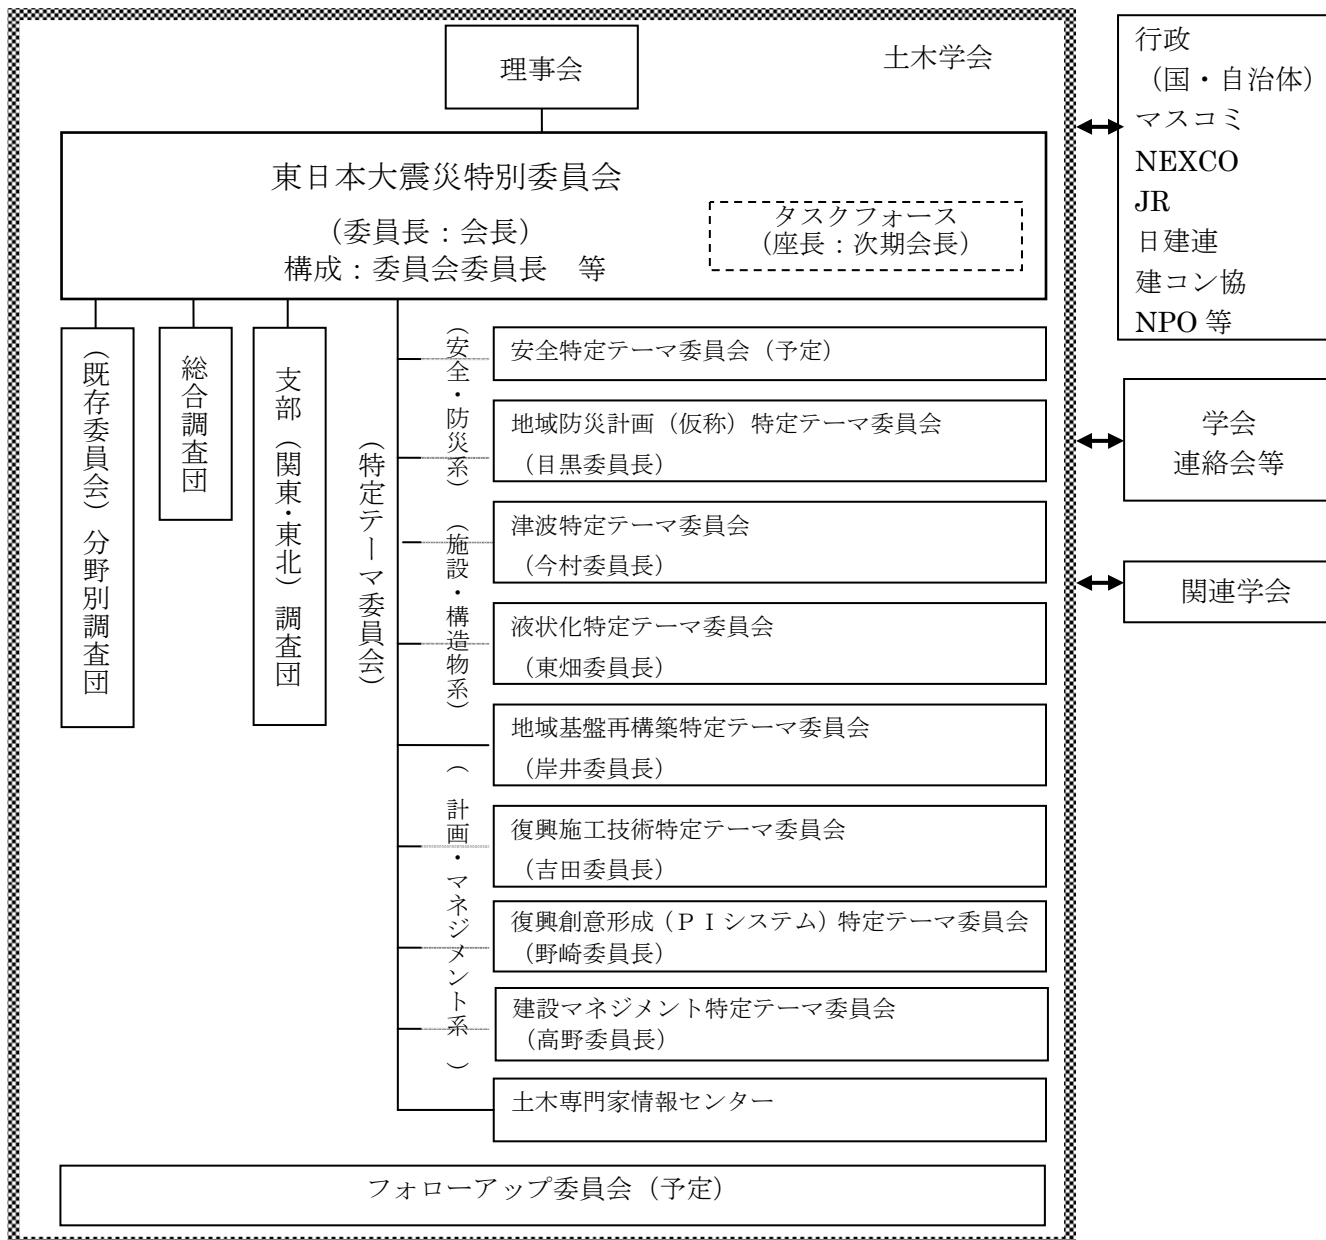 土木学会
理事会
東日本大震災特別委員会
（委員長：会長）
構成：委員会委員長　等
タスクフォース
（座長：次期会長）
（既存委員会）分野別調査団
総合調査団
支部（関東・東北）調査団
（特定テーマ委員会）
（安全・防災系）
安全特定テーマ委員会（予定）
地域防災計画（仮称）特定テーマ委員会
（目黒委員長）
（施設・構造物系）
津波特定テーマ委員会
（今村委員長）
液状化特定テーマ委員会
（東畑委員長）
（計画・マネジメント系）
地域基盤再構築特定テーマ委員会
（岸井委員長）
復興施工技術特定テーマ委員会
（吉田委員長）
復興創意形成（ＰＩシステム）特定テーマ委員会
（野崎委員長）
建設マネジメント特定テーマ委員会
（高野委員長）
土木専門家情報センター
フォローアップ委員会（予定）
行政
（国・自治体）
マスコミ
NEXCO
JR
日建連
建コン協
NPO 等
学会
連絡会等
関連学会